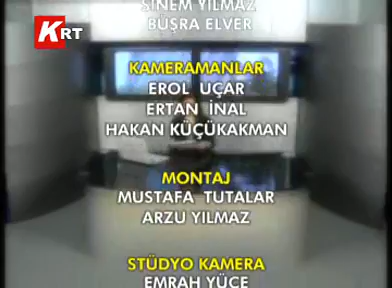 SİNEM YILMAZ
BÜŞRA ELVER
KRT
KAMERAMANLAR
EROL UÇAR
ERTAN İNAL
HAKAN KÜÇÜKAKMAN
MONTAJ
MUSTAFA TUTALAR
ARZU YILMAZ
STÜDYO KAMERA
EMRAH YÜCE